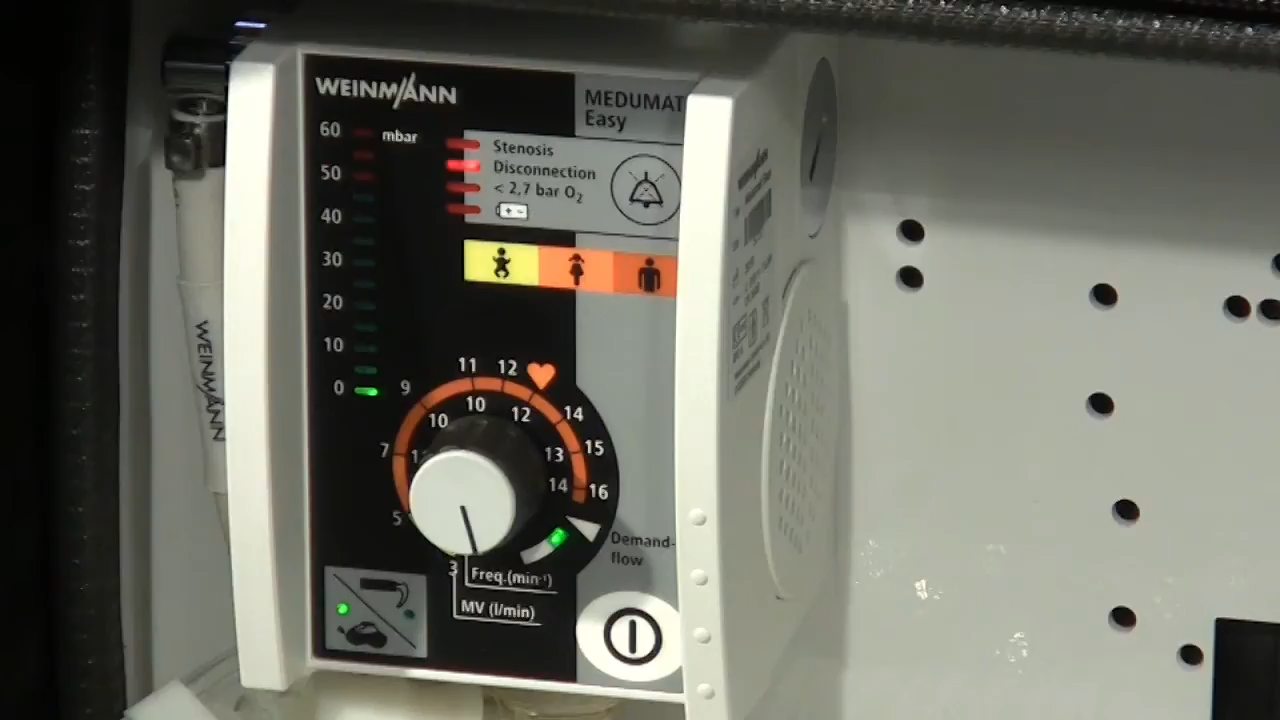 WEINMANN
MEDUMAT
Easy
60 mbar
50
40
30
20
10
0
Stenosis
Disconnection
< 2,7 bar O2
+ -
11 12
9
10 12 14
10
7 13 15
14 16
5
3
Freq.(min-1)
MV (l/min)
Demand-
flow
WEINMANN